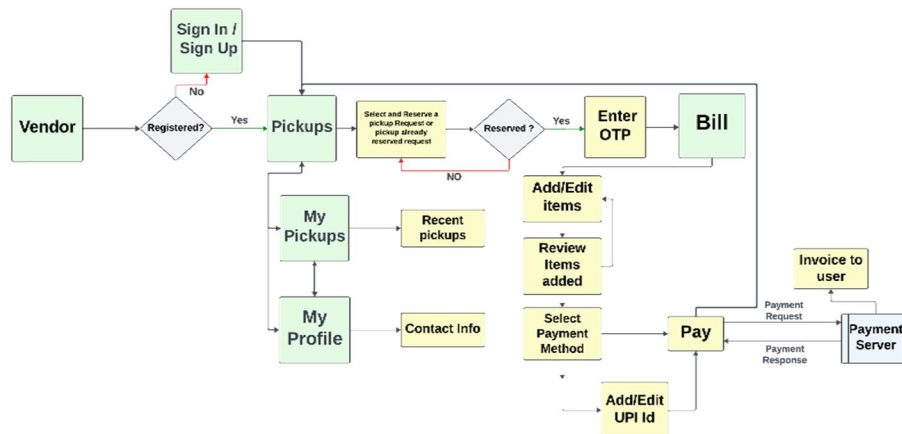 Sign In /
Sign Up
No
Vendor
Registered?
Yes
Pickups
Select and Reserve a
pickup Request or
pickup already
reserved request
Reserved ?
Yes
Enter
OTP
Bill
NO
Add/Edit
items
My
Pickups
Recent
pickups
Review
Items
added
Invoice to
user
My
Profile
Contact Info
Select
Payment
Method
Pay
Payment
Request
Payment
Response
Payment
Server
Add/Edit
UPI Id